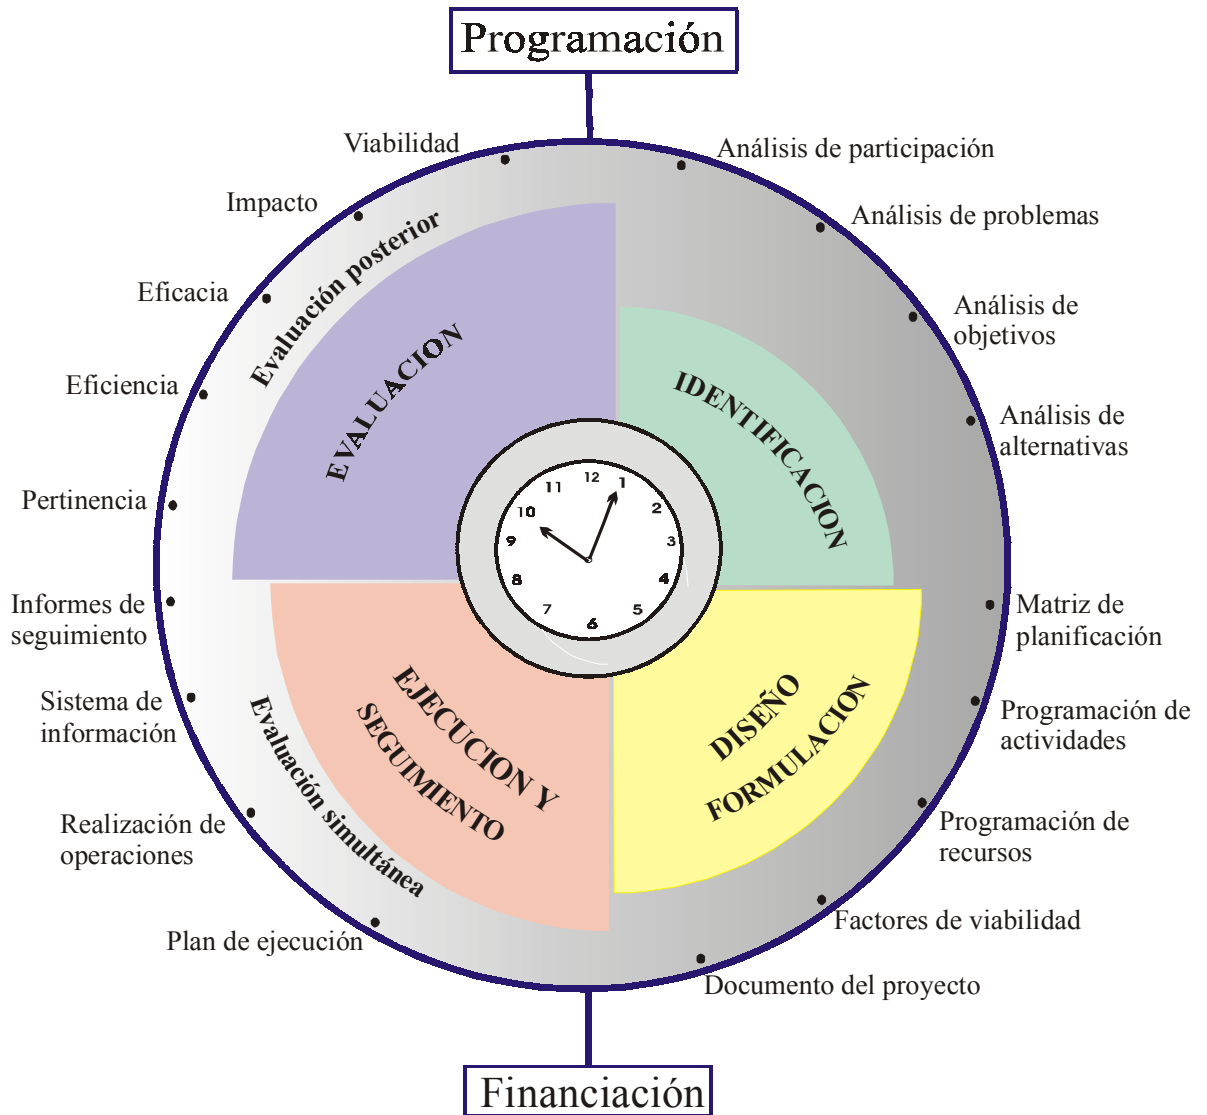 Programación
Viabilidad
Análisis de participación
Impacto
Análisis de problemas
Evaluación posterior
Eficacia
Análisis de
objetivos
EVALUACION
IDENTIFICACION
Eficiencia
Análisis de
alternativas
Pertinencia
12
1
2
3
4
5
6
7
8
9
10
11
Informes de
seguimiento
Matriz de
planificación
EJECUCION Y
SEGUIMIENTO
DISEÑO
FORMULACION
Sistema de
información
Programación de
actividades
Evaluación simultánea
Realización de
operaciones
Programación de
recursos
Plan de ejecución
Factores de viabilidad
Documento del proyecto
Financiación